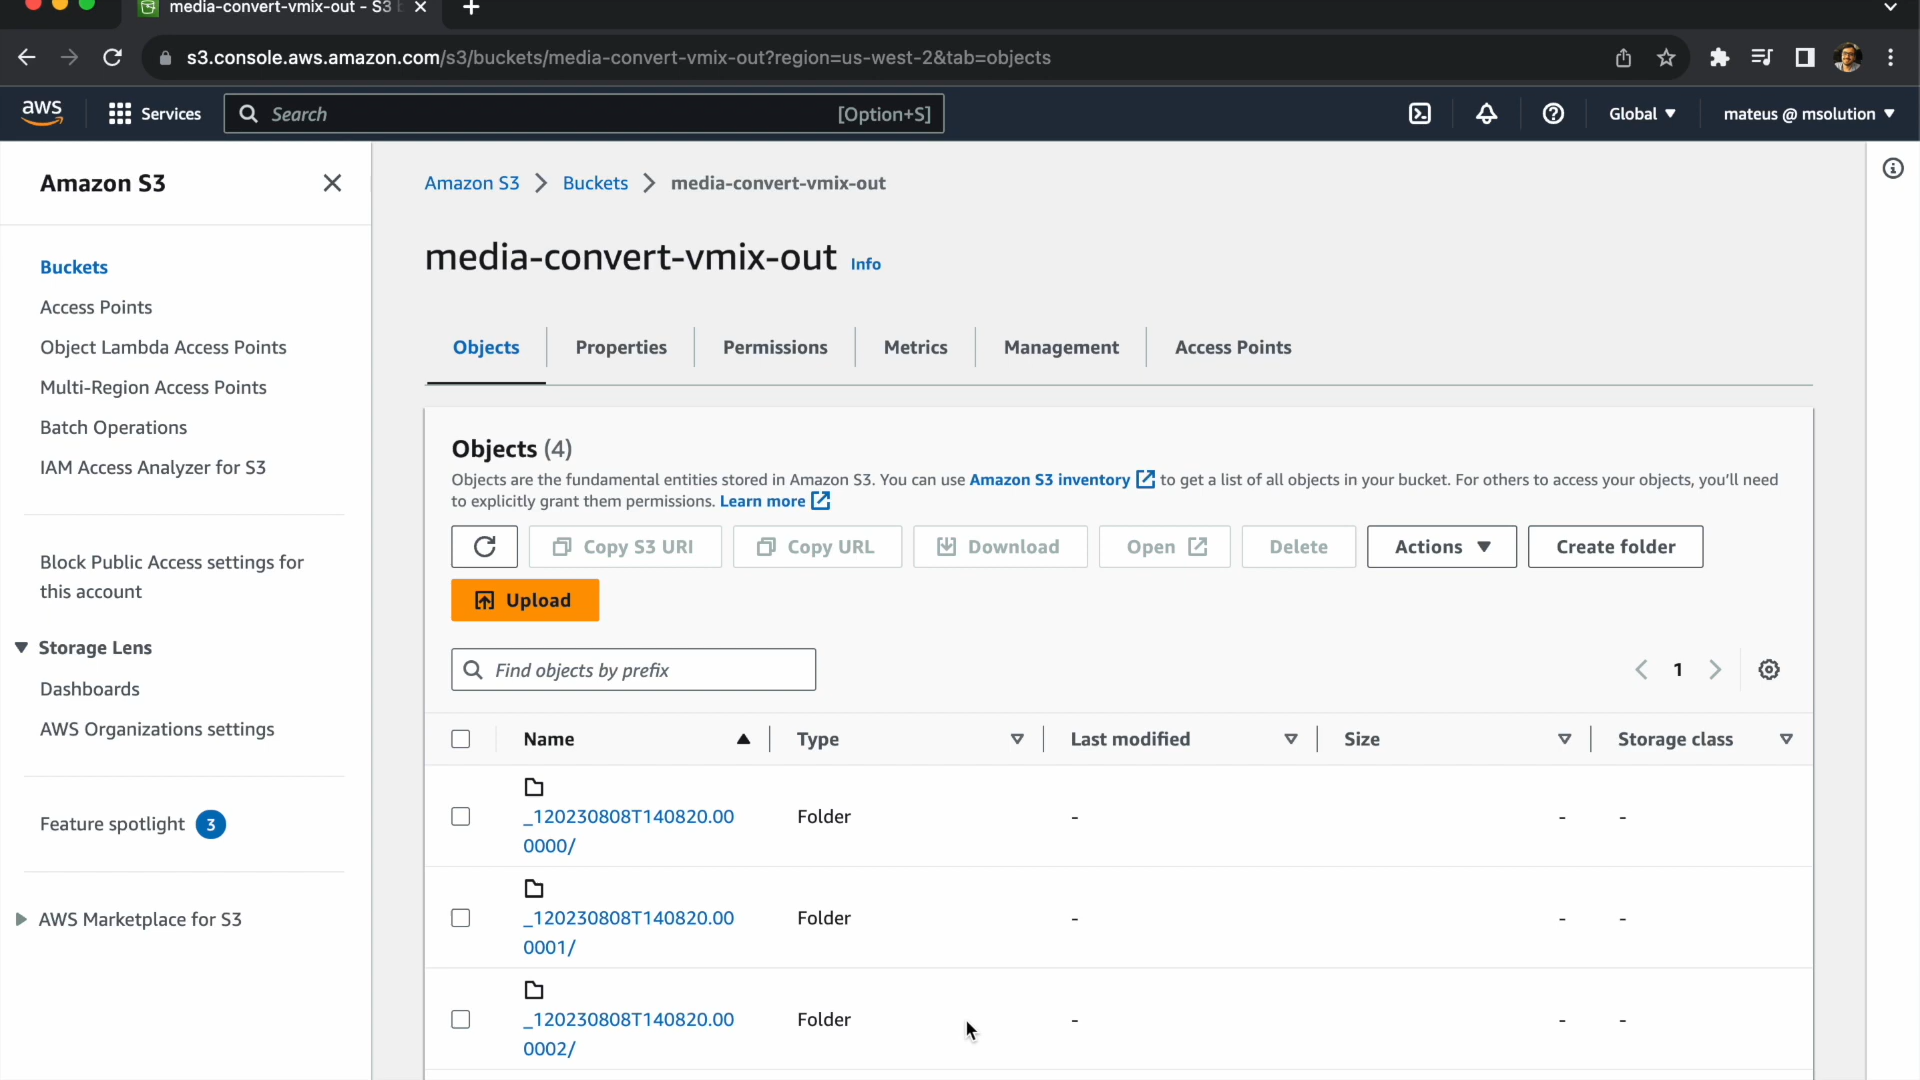 media-convert-vmix-out - S3 b
s3.console.aws.amazon.com/s3/buckets/media-convert-vmix-out?region=us-west-2&tab=objects
aws
Services
Search
[Option+S]
Global
mateus @ msolution
Amazon S3
Buckets
Access Points
Object Lambda Access Points
Multi-Region Access Points
Batch Operations
IAM Access Analyzer for S3
Block Public Access settings for
this account
Storage Lens
Dashboards
AWS Organizations settings
Feature spotlight 3
AWS Marketplace for S3
Amazon S3 > Buckets > media-convert-vmix-out
media-convert-vmix-out Info
Objects
Properties
Permissions
Metrics
Management
Access Points
Objects (4)
Objects are the fundamental entities stored in Amazon S3. You can use Amazon S3 inventory to get a list of all objects in your bucket. For others to access your objects, you'll need
to explicitly grant them permissions. Learn more
Copy S3 URI
Copy URL
Download
Open
Delete
Actions
Create folder
Upload
Find objects by prefix
1
Name
Type
Last modified
Size
Storage class
_120230808T140820.00
0000/
Folder
-
-
-
_120230808T140820.00
0001/
Folder
-
-
-
_120230808T140820.00
0002/
Folder
-
-
-